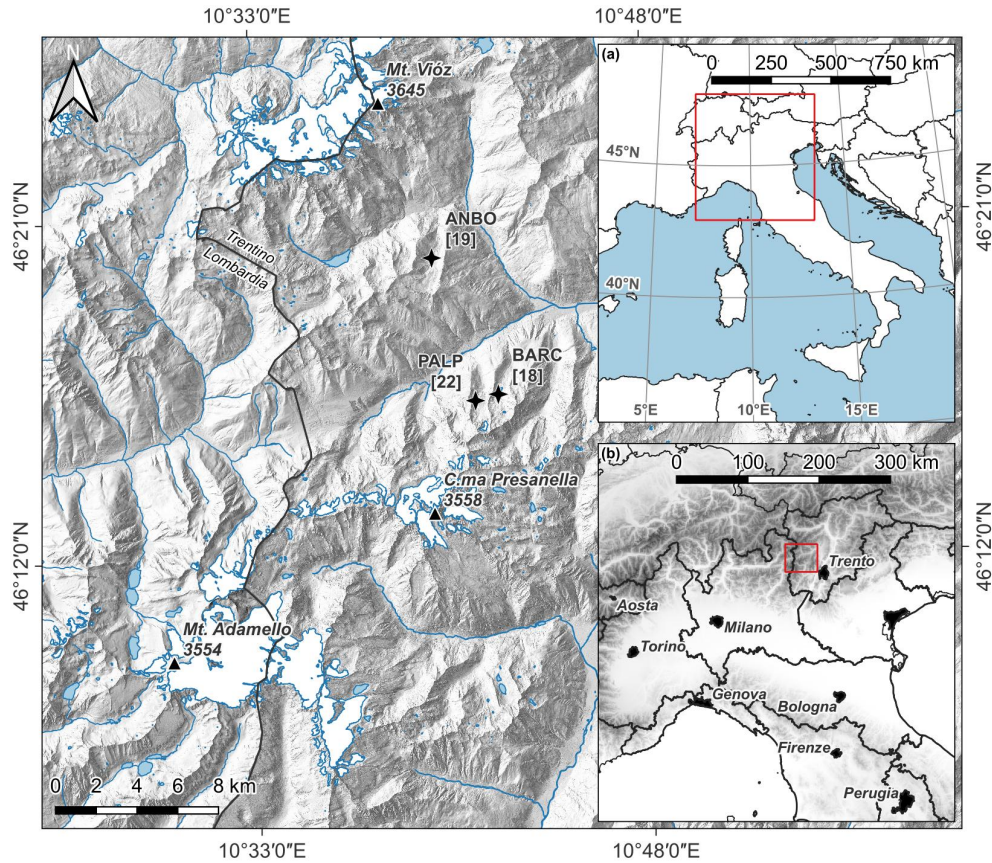 10°33'0"E
10°48'0"E
N
Mt. Vióz
3645
46°21'0"N
ANBO
[19]
Trentino
Lombardia
PALP
[22]
BARC
[18]
C.ma Presanella
3558
46°12'0"N
Mt. Adamello
3554
0 2 4 6 8 km
10°33'0"E
10°48'0"E
(a)
0 250 500 750 km
45°N
40°N
5°E
10°E
15°E
46°21'0"N
(b)
0 100 200 300 km
Trento
Aosta
Milano
Torino
Genova
Bologna
Firenze
Perugia
46°12'0"N